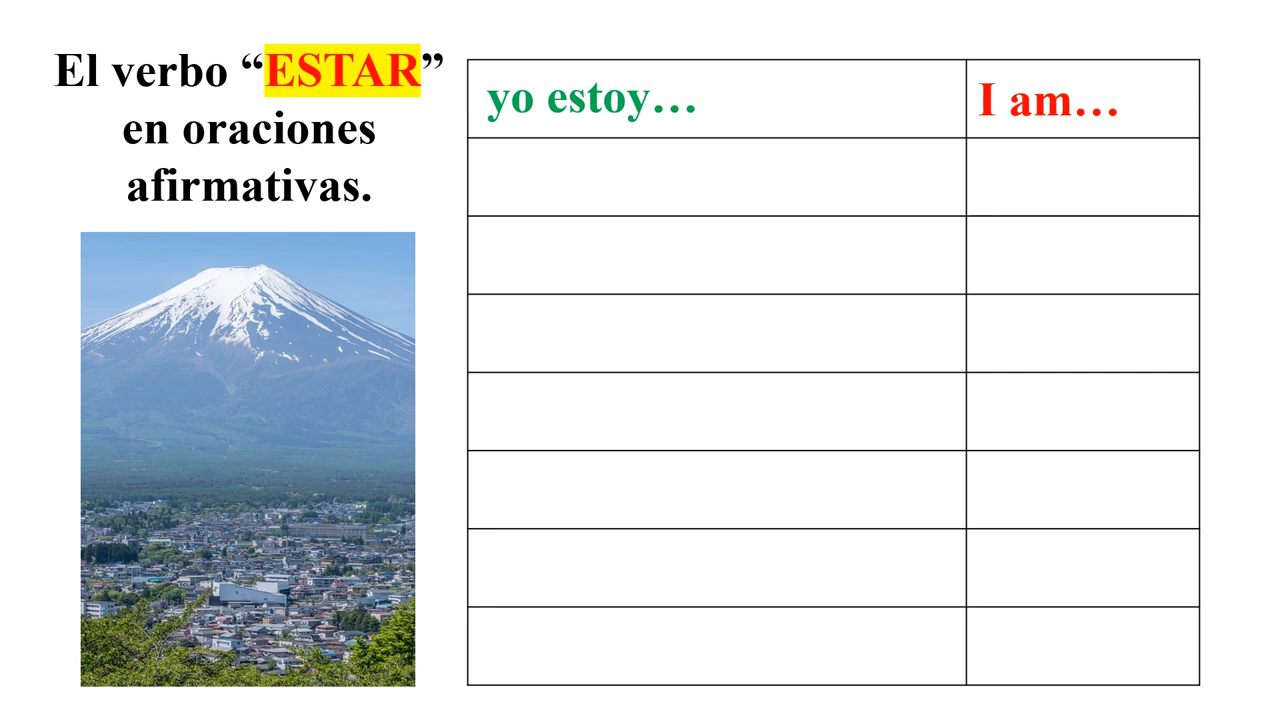 El verbo “ESTAR”
en oraciones
afirmativas.
yo estoy…
I am…